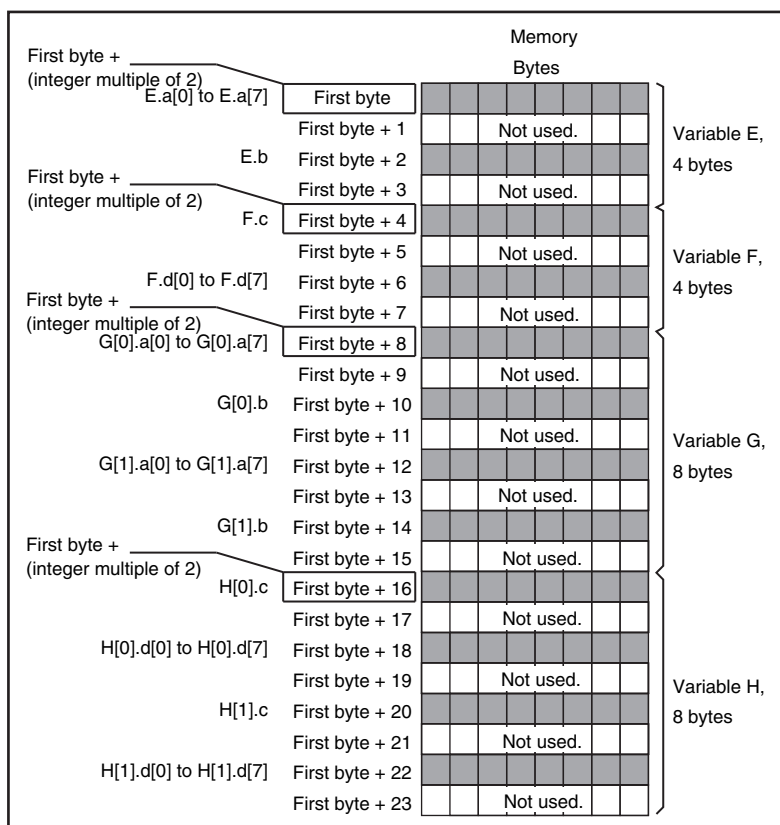 Memory
Bytes
First byte +
(integer multiple of 2)
E.a[0] to E.a[7] First byte
First byte + 1 Not used.
E.b First byte + 2
First byte + 3 Not used.
Variable E,
4 bytes
First byte +
(integer multiple of 2)
F.c First byte + 4
First byte + 5 Not used.
F.d[0] to F.d[7] First byte + 6
First byte + 7 Not used.
Variable F,
4 bytes
First byte +
(integer multiple of 2)
G[0].a[0] to G[0].a[7] First byte + 8
First byte + 9 Not used.
G[0].b First byte + 10
First byte + 11 Not used.
G[1].a[0] to G[1].a[7] First byte + 12
First byte + 13 Not used.
G[1].b First byte + 14
First byte + 15 Not used.
Variable G,
8 bytes
First byte +
(integer multiple of 2)
H[0].c First byte + 16
First byte + 17 Not used.
H[0].d[0] to H[0].d[7] First byte + 18
First byte + 19 Not used.
H[1].c First byte + 20
First byte + 21 Not used.
H[1].d[0] to H[1].d[7] First byte + 22
First byte + 23 Not used.
Variable H,
8 bytes